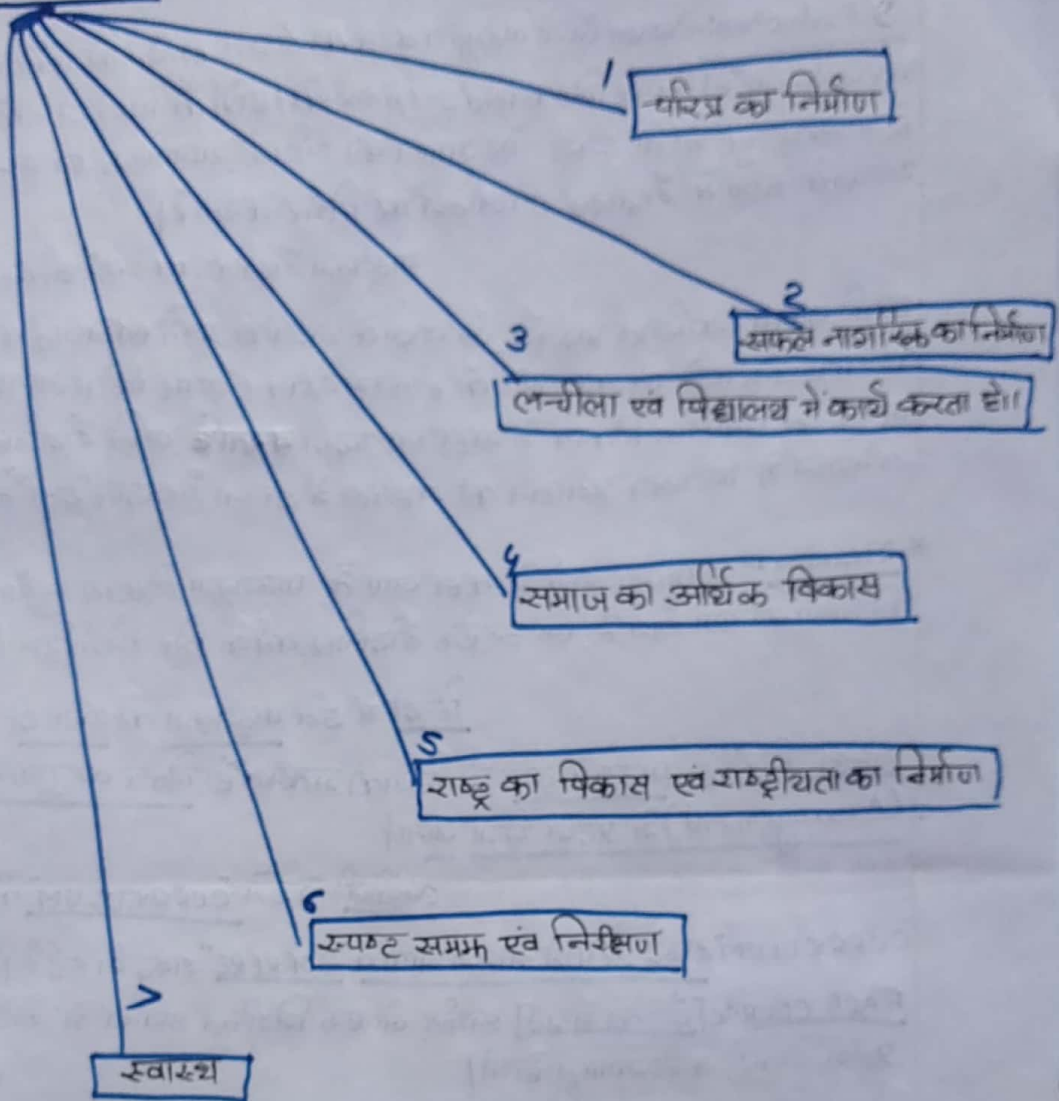 1
चरित्र का निर्माण
2
सफल नागरिक का निर्माण
3
लचीला एवं विद्यालय में कार्य करता हो।
4
समाज का आर्थिक विकास
5
राष्ट्र का विकास एवं राष्ट्रीयता का निर्माण
6
स्पष्ट समझ एवं निरीक्षण
7
स्वास्थ